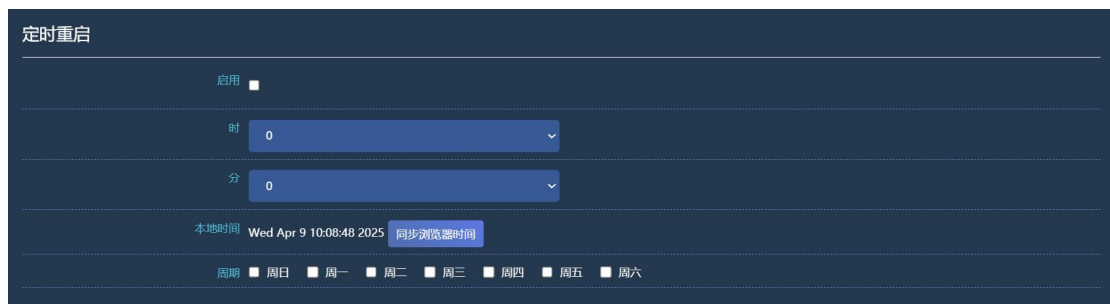 定时重启
启用
时 0
分 0
本地时间 Wed Apr 9 10:08:48 2025 同步浏览器时间
周期 周日 周一 周二 周三 周四 周五 周六